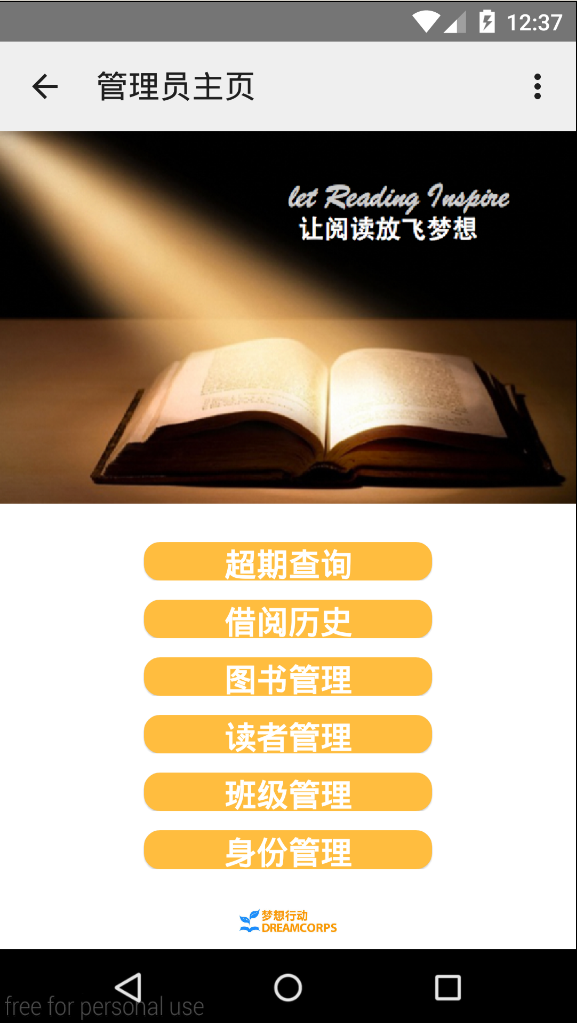 12:37
管理员主页
let Reading Inspire
让阅读放飞梦想
超期查询
借阅历史
图书管理
读者管理
班级管理
身份管理
梦想行动
DREAMCORPS
free for personal use